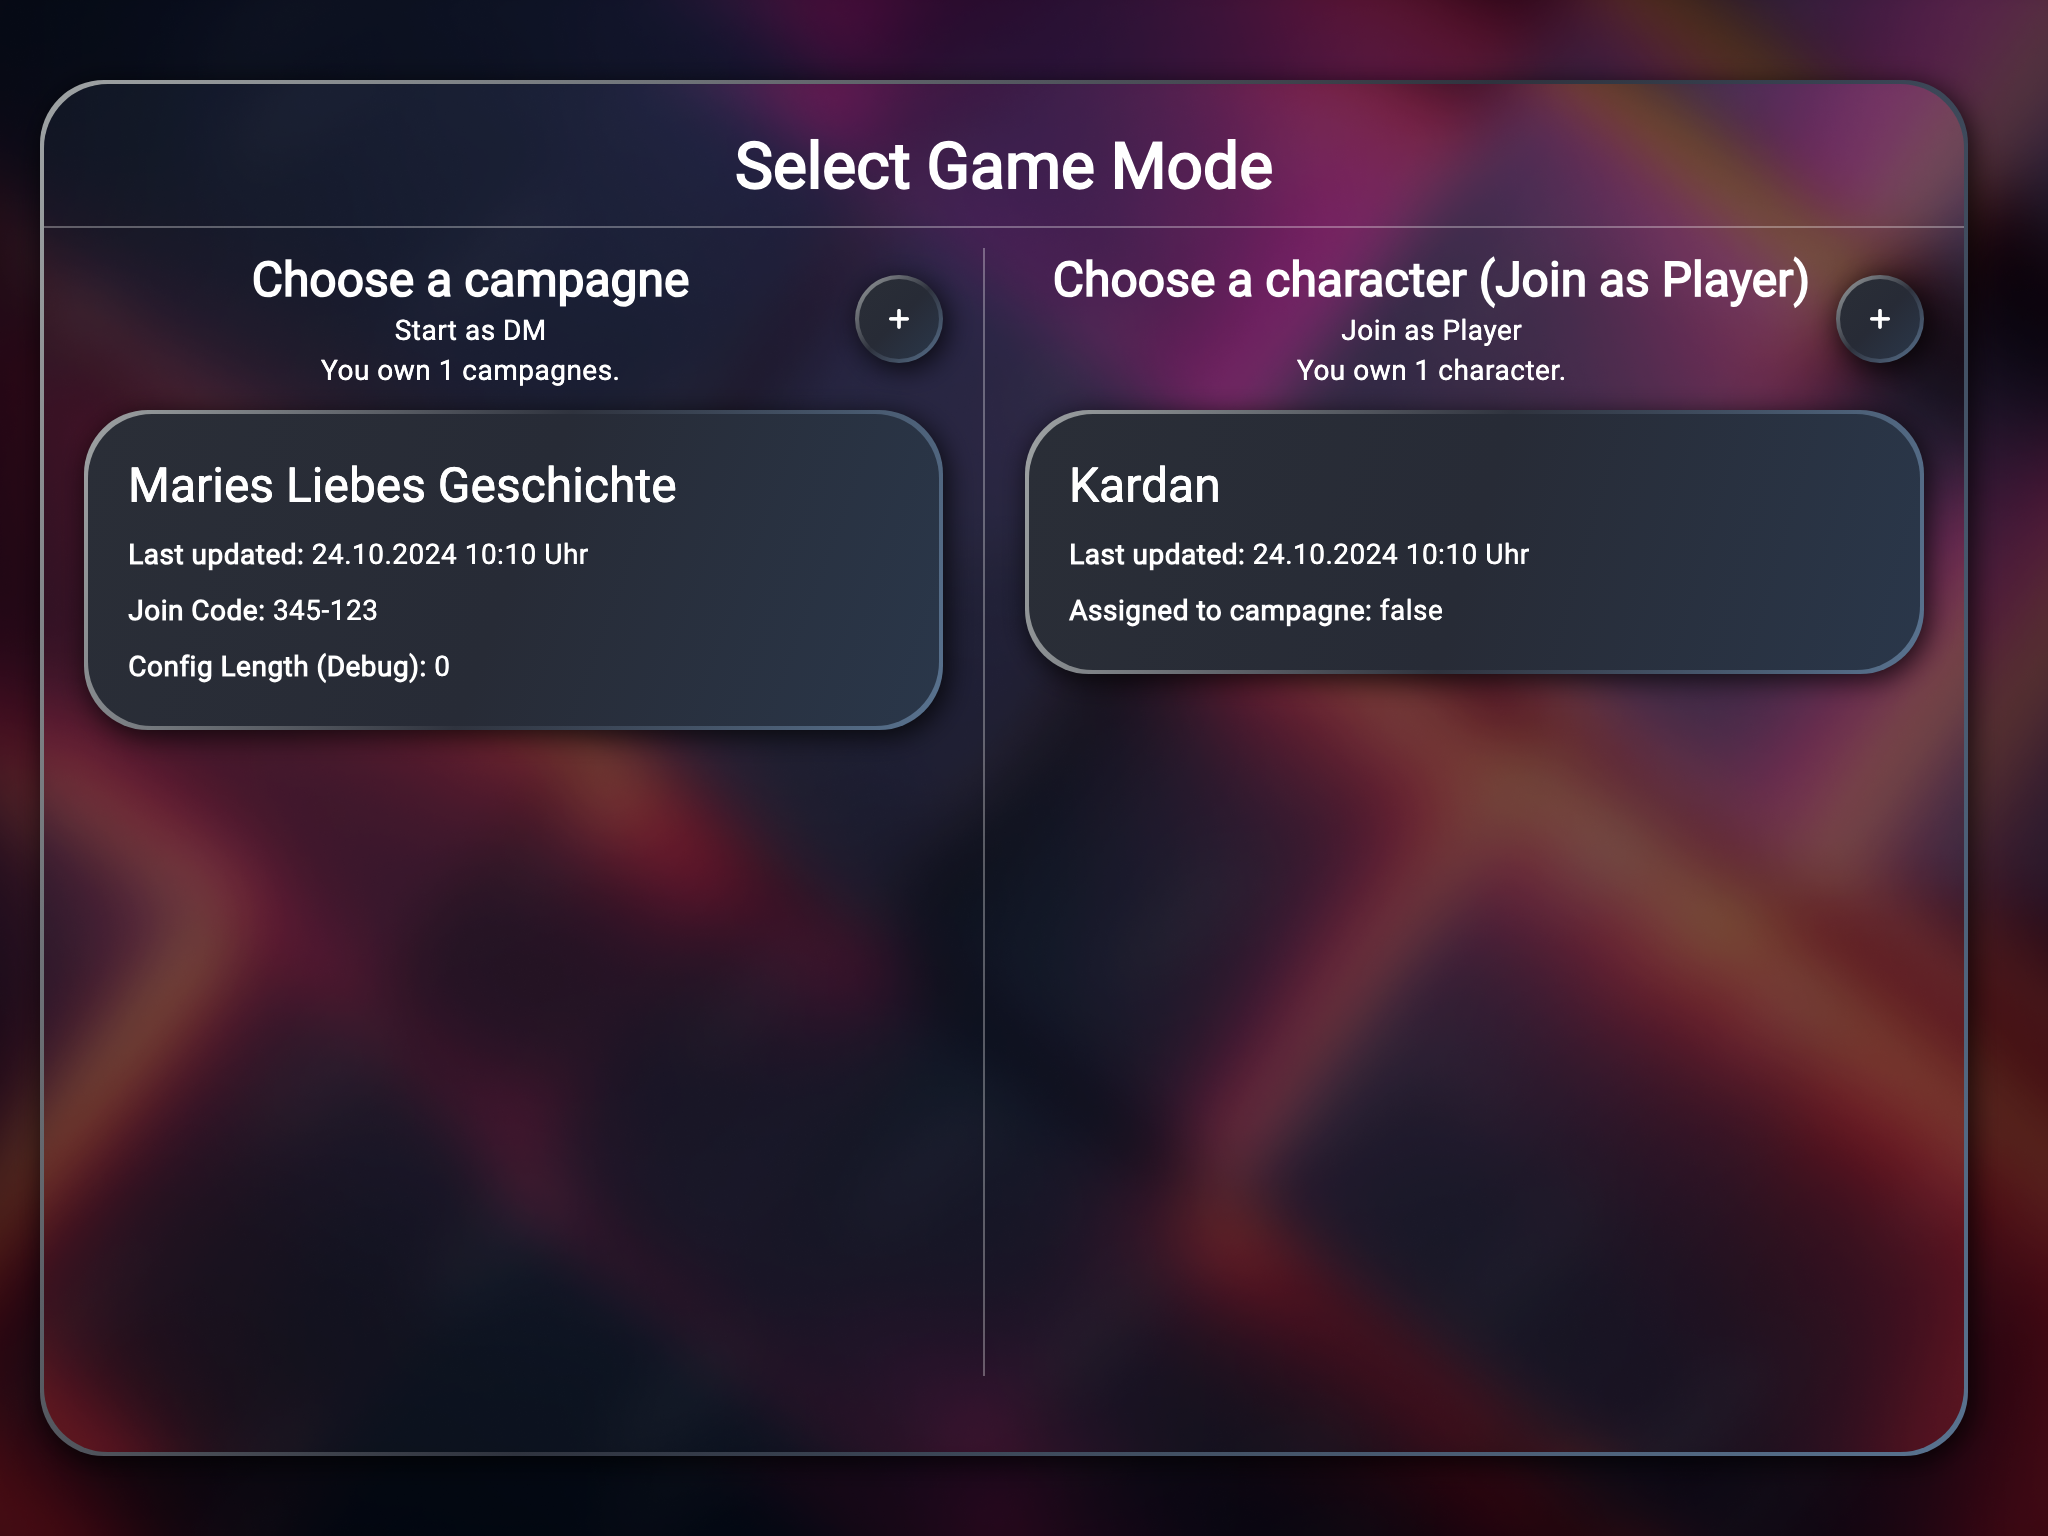 Select Game Mode
Choose a campagne
Start as DM
You own 1 campagnes.
+
Maries Liebes Geschichte
Last updated: 24.10.2024 10:10 Uhr
Join Code: 345-123
Config Length (Debug): 0
Choose a character (Join as Player)
Join as Player
You own 1 character.
+
Kardan
Last updated: 24.10.2024 10:10 Uhr
Assigned to campagne: false